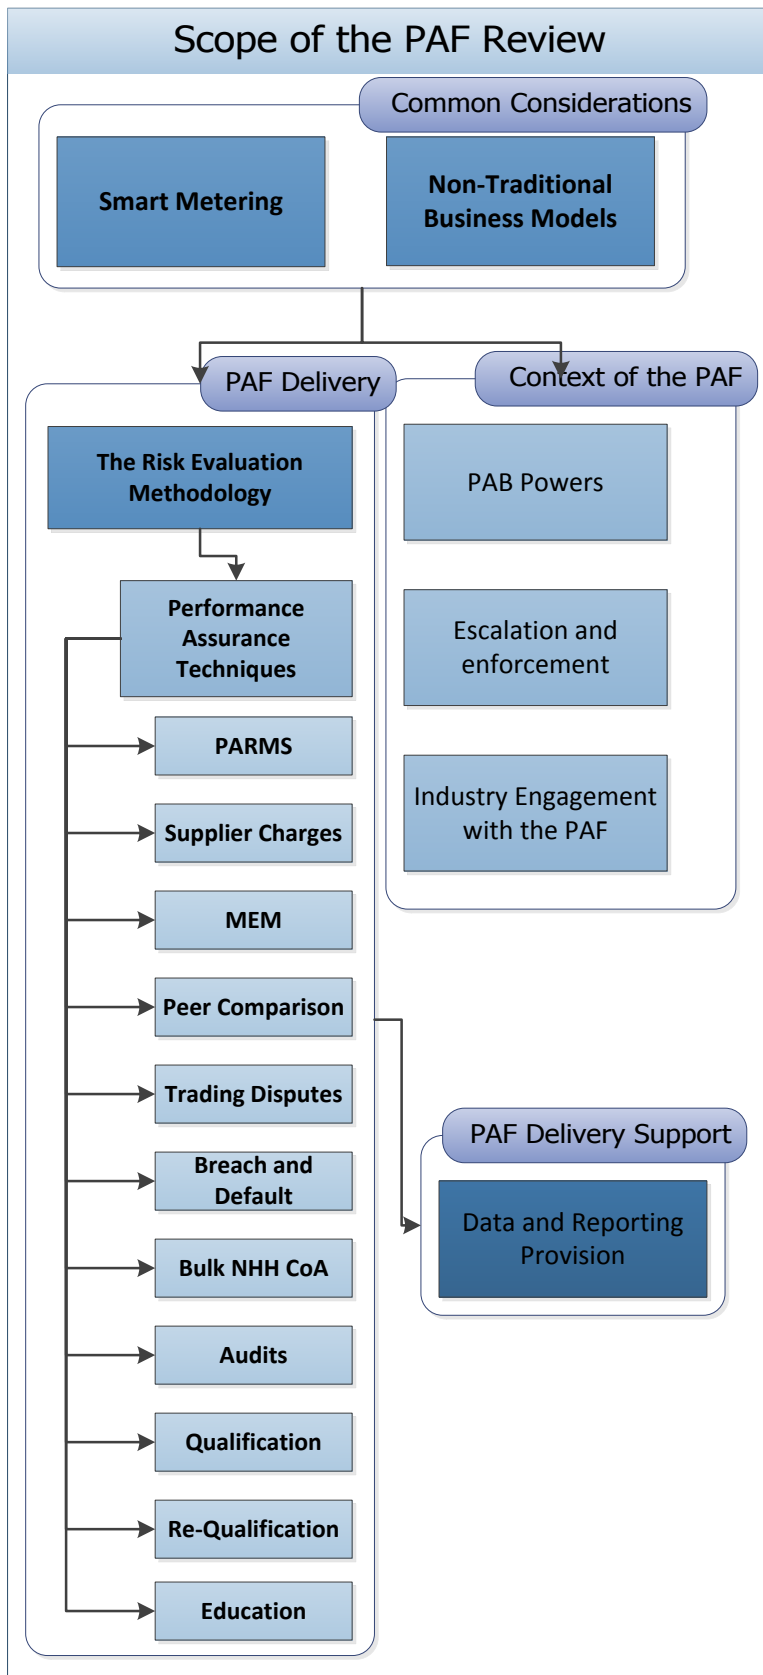 Scope of the PAF Review
Common Considerations
Smart Metering
Non-Traditional
Business Models
PAF Delivery
The Risk Evaluation
Methodology
Performance
Assurance
Techniques
PARMS
Supplier Charges
MEM
Peer Comparison
Trading Disputes
Breach and
Default
Bulk NHH CoA
Audits
Qualification
Re-Qualification
Education
Context of the PAF
PAB Powers
Escalation and
enforcement
Industry Engagement
with the PAF
PAF Delivery Support
Data and Reporting
Provision